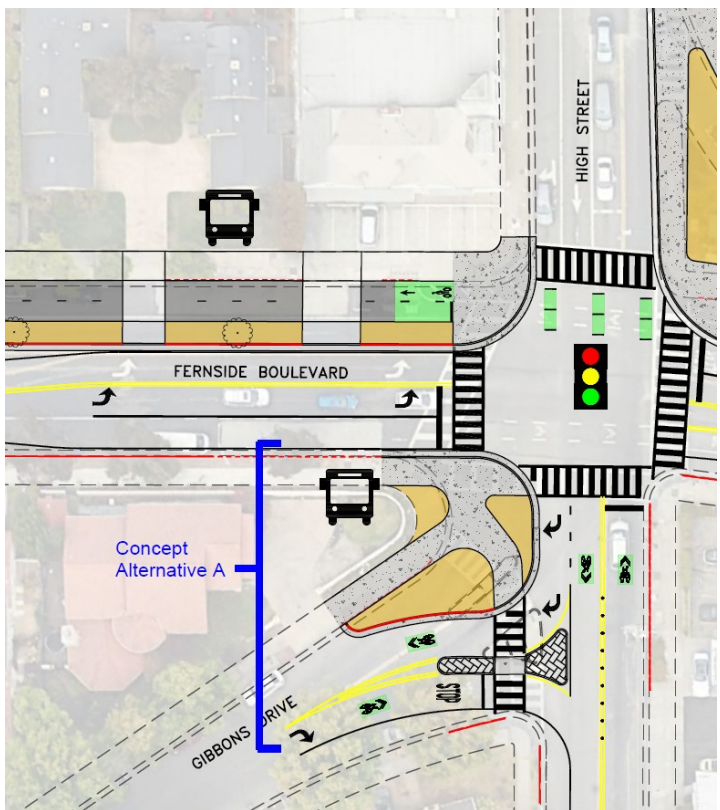 HIGH STREET
FERNSIDE BOULEVARD
Concept
Alternative A
STOP
GIBBONS DRIVE